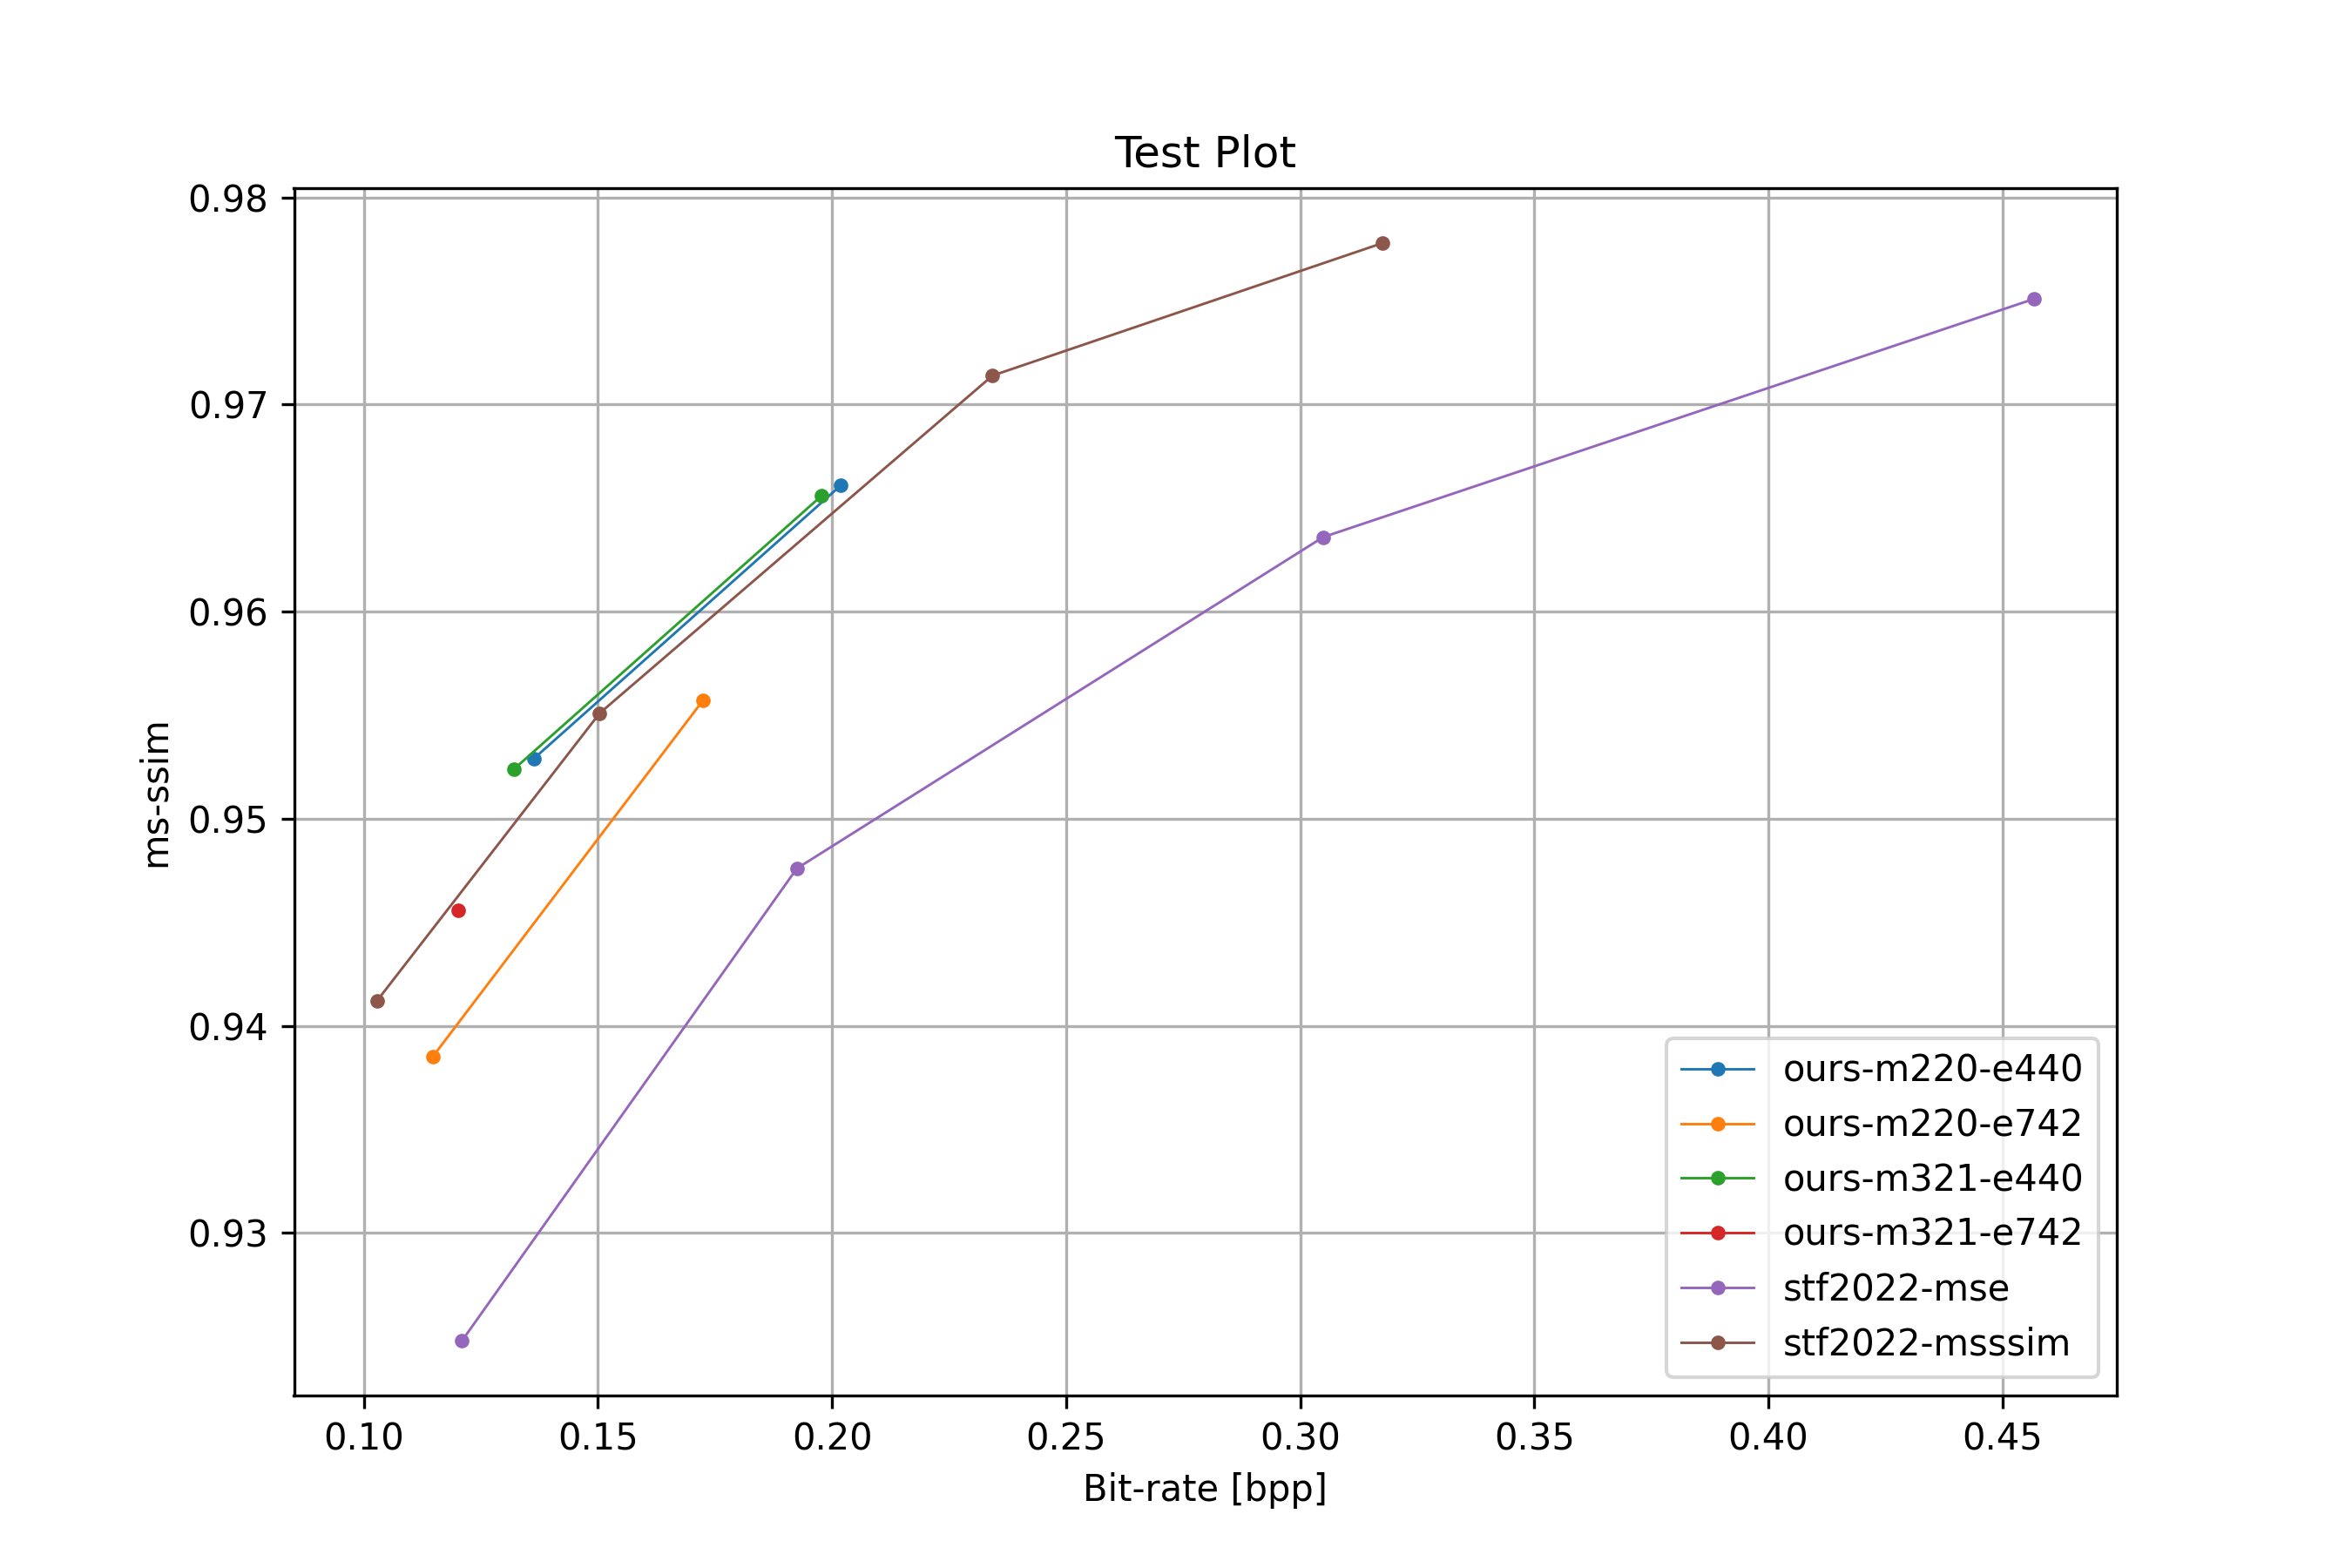 Test Plot
0.98
0.97
0.96
0.95
0.94
0.93
ms-ssim
0.10 0.15 0.20 0.25 0.30 0.35 0.40 0.45
Bit-rate [bpp]
ours-m220-e440
ours-m220-e742
ours-m321-e440
ours-m321-e742
stf2022-mse
stf2022-msssim